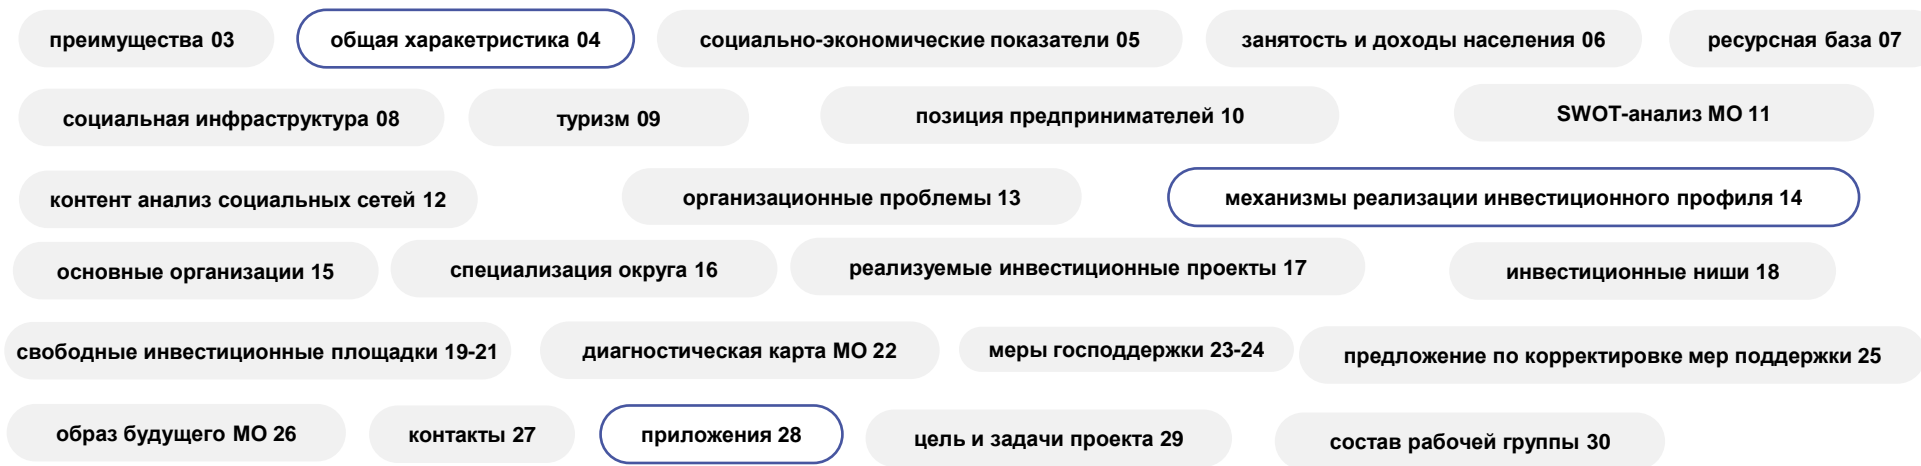 преимущества 03
общая харакетристика 04
социально-экономические показатели 05
занятость и доходы населения 06
ресурсная база 07
социальная инфраструктура 08
туризм 09
позиция предпринимателей 10
SWOT-анализ МО 11
контент анализ социальных сетей 12
организационные проблемы 13
механизмы реализации инвестиционного профиля 14
основные организации 15
специализация округа 16
реализуемые инвестиционные проекты 17
инвестиционные ниши 18
свободные инвестиционные площадки 19-21
диагностическая карта МО 22
меры господдержки 23-24
предложение по корректировке мер поддержки 25
образ будущего МО 26
контакты 27
приложения 28
цель и задачи проекта 29
состав рабочей группы 30